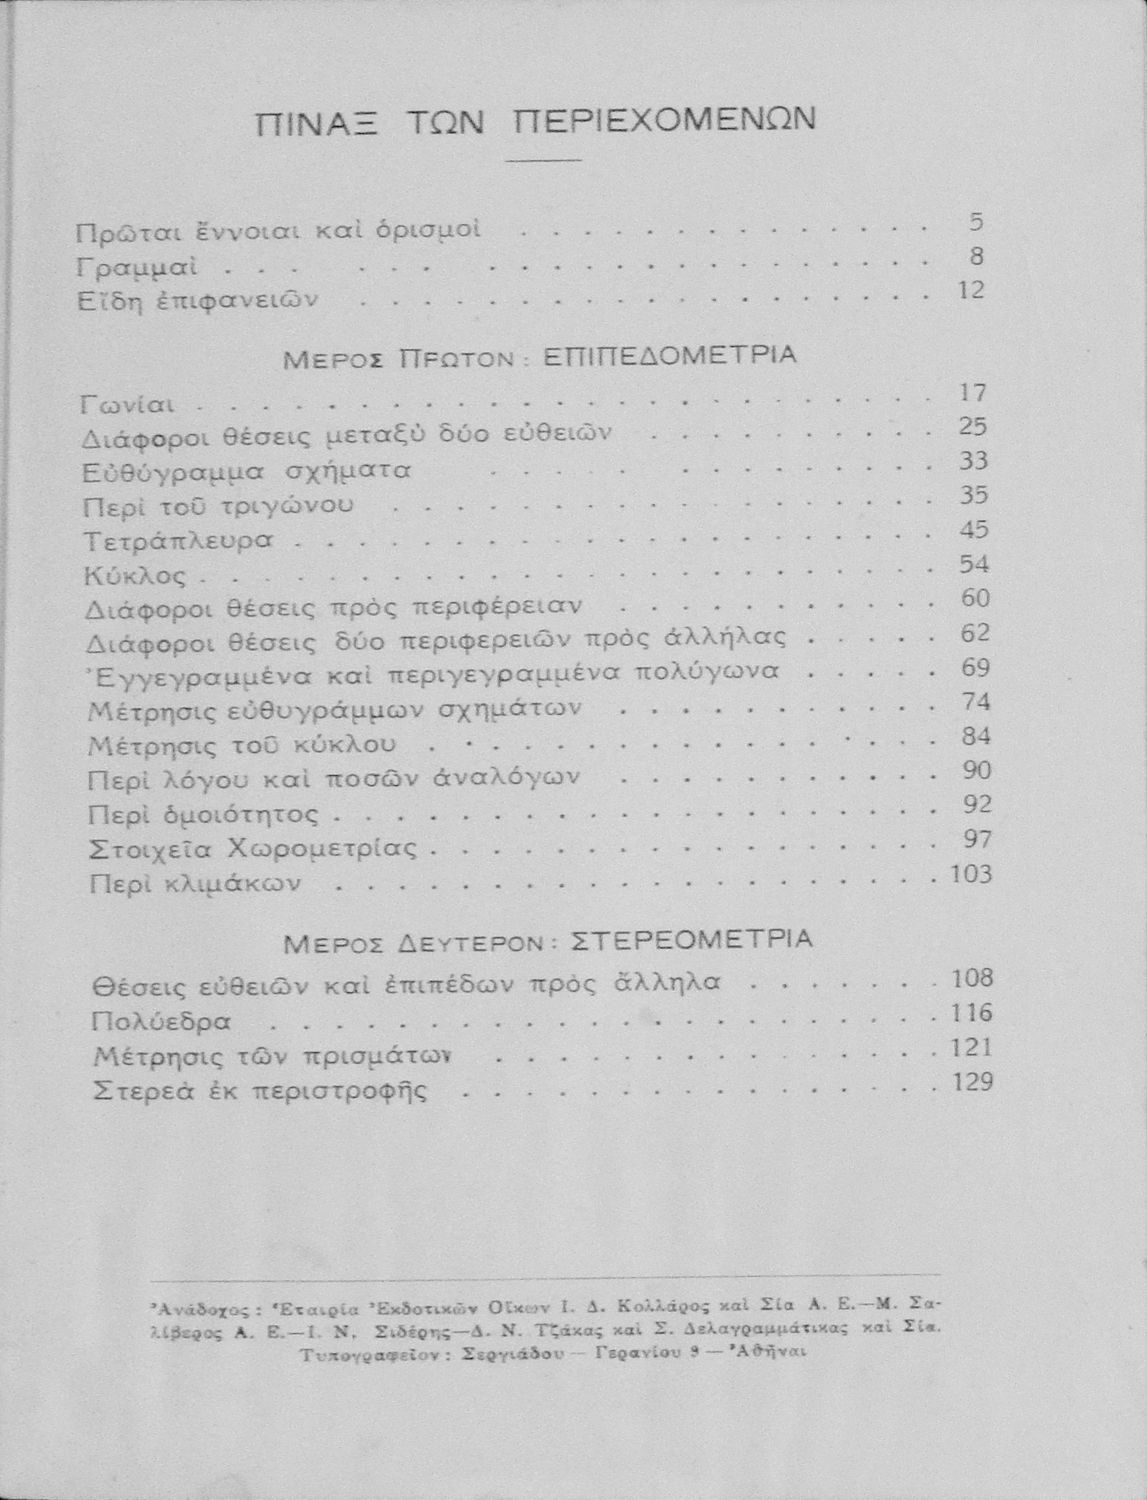 ΠΙΝΑΞ ΤΩΝ ΠΕΡΙΕΧΟΜΕΝΩΝ
Πρῶται ἔννοιαι καὶ ὁρισμοὶ . . . . . . . . . . . . . . 5
Γραμμαὶ . . . . . . . . . . . . . . . . . . . . 8
Εἴδη ἐπιφανειῶν . . . . . . . . . . . . . . . . . . 12
ΜΕΡΟΣ ΠΡΩΤΟΝ : ΕΠΙΠΕΔΟΜΕΤΡΙΑ
Γωνίαι . . . . . . . . . . . . . . . . . . . . . . . 17
Διάφοροι θέσεις μεταξὺ δύο εὐθειῶν . . . . . . . . . 25
Εὐθύγραμμα σχήματα . . . . . . . . . . . . . 33
Περὶ τοῦ τριγώνου . . . . . . . . . . . . . . . . . 35
Τετράπλευρα . . . . . . . . . . . . . . . . . . . . 45
Κύκλος . . . . . . . . . . . . . . . . . . . . . . . 54
Διάφοροι θέσεις πρὸς περιφέρειαν . . . . . . . . . . 60
Διάφοροι θέσεις δύο περιφερειῶν πρὸς ἀλλήλας . . . . . 62
Ἐγγεγραμμένα καὶ περιγεγραμμένα πολύγωνα . . . . . 69
Μέτρησις εὐθυγράμμων σχημάτων . . . . . . . . . . 74
Μέτρησις τοῦ κύκλου . . . . . . . . . . . . . . . . 84
Περὶ λόγου καὶ ποσῶν ἀναλόγων . . . . . . . . . . 90
Περὶ ὁμοιότητος . . . . . . . . . . . . . . . . . . . 92
Στοιχεῖα Χωρομετρίας . . . . . . . . . . . . . . . . 97
Περὶ κλιμάκων . . . . . . . . . . . . . . . . . . . 103
ΜΕΡΟΣ ΔΕΥΤΕΡΟΝ : ΣΤΕΡΕΟΜΕΤΡΙΑ
Θέσεις εὐθειῶν καὶ ἐπιπέδων πρὸς ἄλληλα . . . . . . . 108
Πολύεδρα . . . . . . . . . . . . . . . . . . . . . 116
Μέτρησις τῶν πρισμάτων . . . . . . . . . . . . . . 121
Στερεὰ ἐκ περιστροφῆς . . . . . . . . . . . . . . . 129
Ἀνάδοχος : Ἑταιρία Ἐκδοτικῶν Οἴκων Ι. Δ. Κολλάρος καὶ Σία Α. Ε.—Μ. Σα-
λίβερος Α. Ε.—Ι. Ν. Σιδέρης—Δ. Ν. Τζάκας καὶ Σ. Δελαγραμμάτικας καὶ Σία.
Τυπογραφεῖον : Σεργιάδου — Γερανίου 9 — Ἀθῆναι